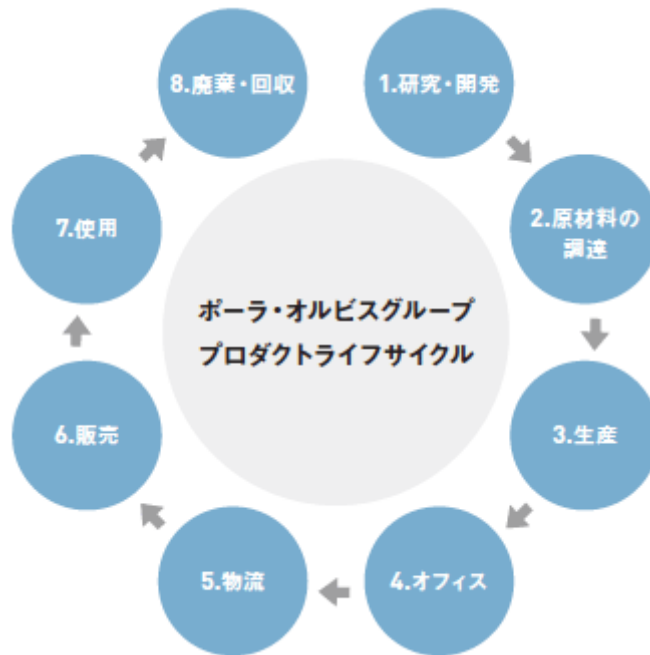 ポーラ・オルビスグループ
プロダクトライフサイクル
1.研究・開発
2.原材料の
調達
3.生産
4.オフィス
5.物流
6.販売
7.使用
8.廃棄・回収